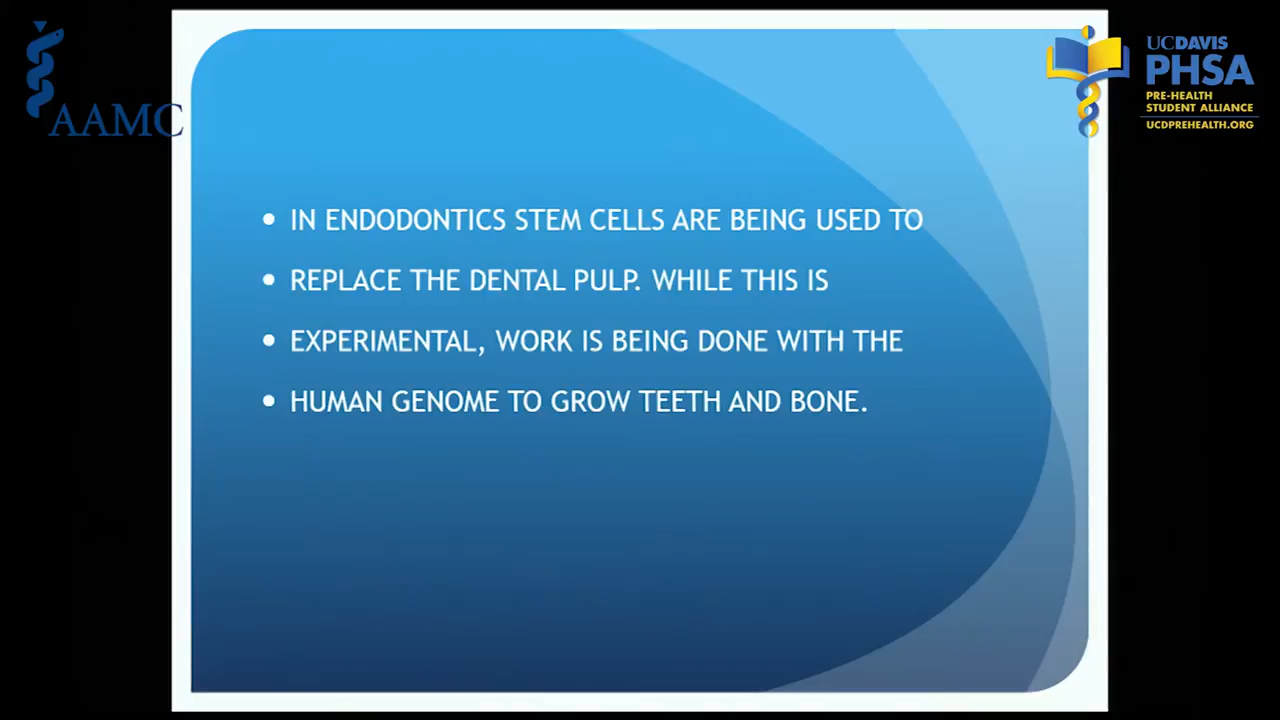 AAMC
UCDAVIS
PHSA
PRE-HEALTH
STUDENT ALLIANCE
UCDPREHEALTH.ORG
• IN ENDODONTICS STEM CELLS ARE BEING USED TO
• REPLACE THE DENTAL PULP. WHILE THIS IS
• EXPERIMENTAL, WORK IS BEING DONE WITH THE
• HUMAN GENOME TO GROW TEETH AND BONE.